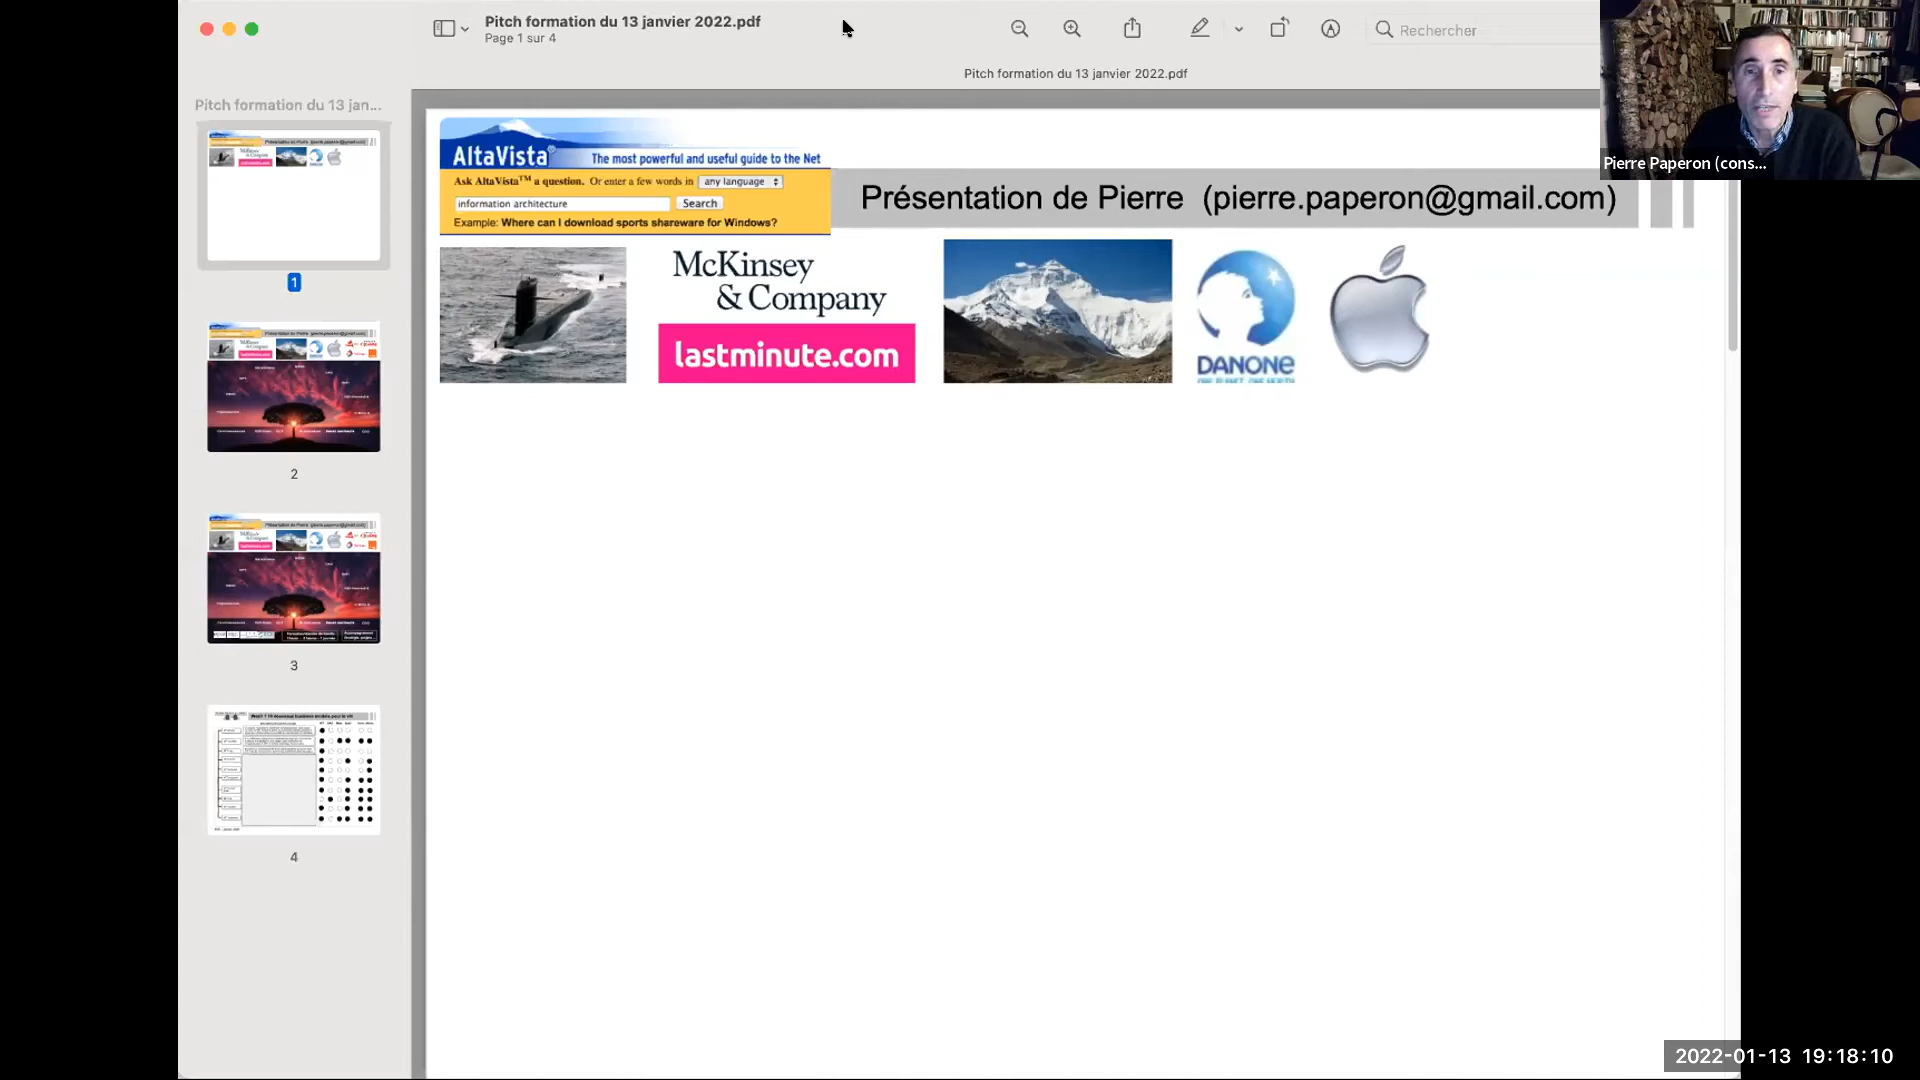 Pitch formation du 13 janvier 2022.pdf
Page 1 sur 4
Rechercher
Pitch formation du 13 janvier 2022.pdf
Pierre Paperon (cons...
Pitch formation du 13 jan...
1
2
3
4
AltaVista®
The most powerful and useful guide to the Net
Ask AltaVista™ a question. Or enter a few words in any language
information architecture
Search
Example: Where can I download sports shareware for Windows?
Présentation de Pierre (pierre.paperon@gmail.com)
McKinsey
& Company
lastminute.com
DANONE
ONE PLANET. ONE HEALTH
2022-01-13 19:18:10